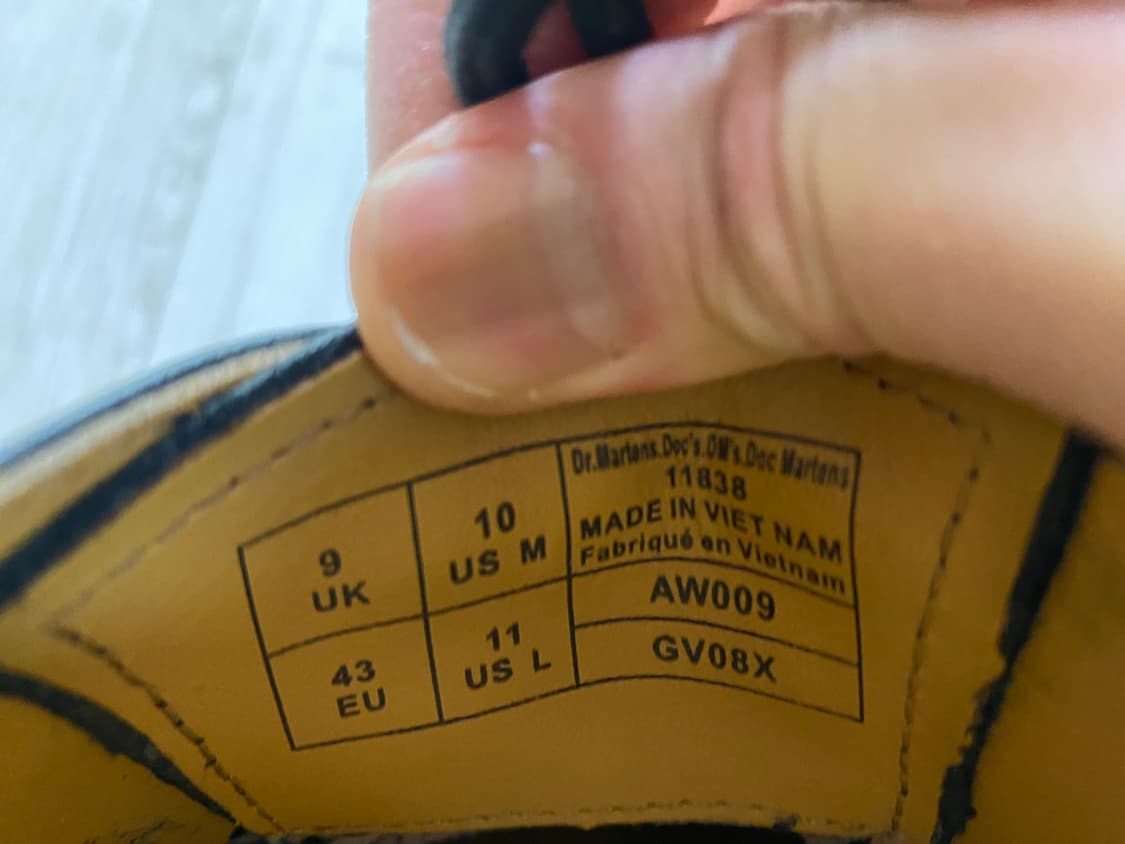 9
UK
10
US M
Dr.Martens.Doc's.DM's.Doc Martens
11838
MADE IN VIET NAM
Fabriqué en Vietnam
43
EU
11
US L
AW009
GV08X